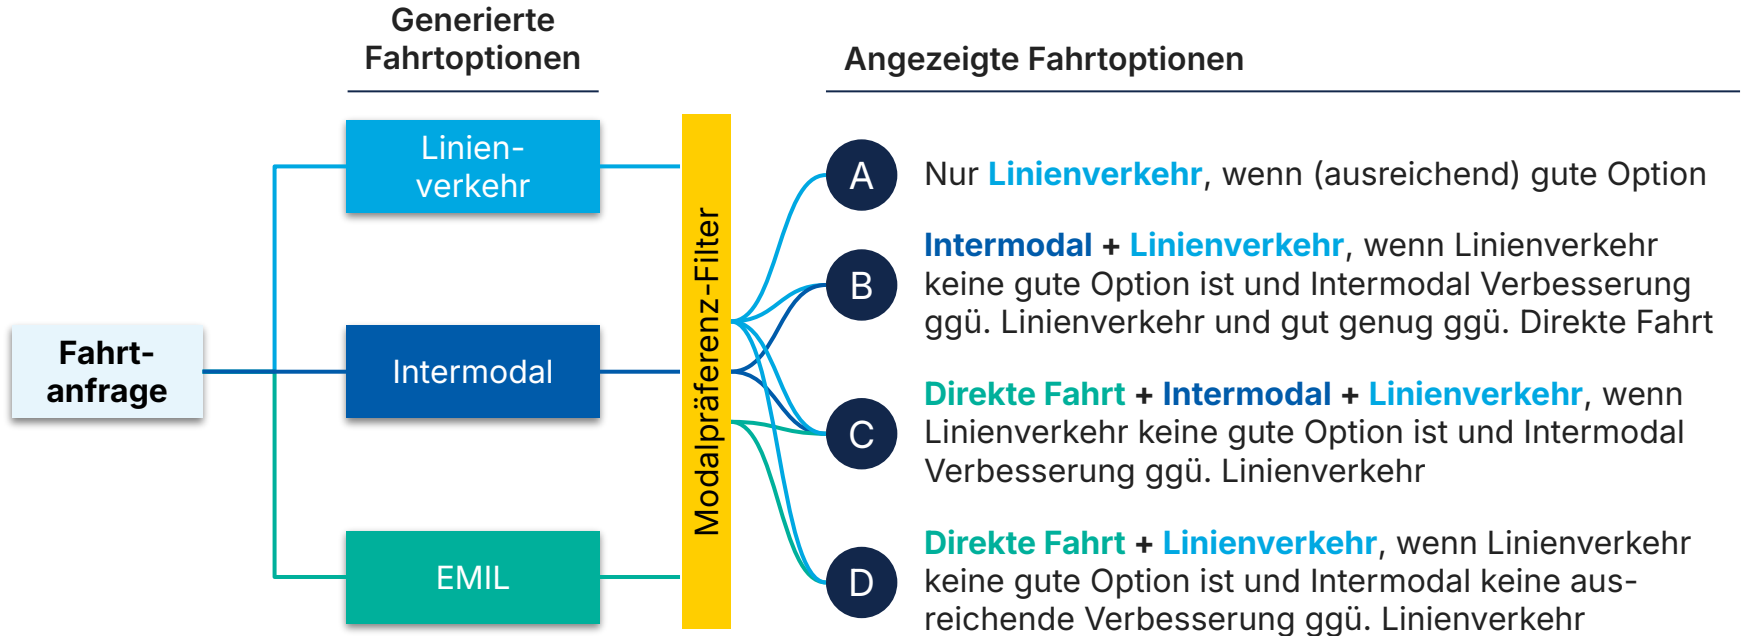 Generierte
Fahrtoptionen
Angezeigte Fahrtoptionen
Fahrt-
anfrage
Linien-
verkehr
Intermodal
EMIL
Modalpräferenz-Filter
A
Nur Linienverkehr, wenn (ausreichend) gute Option
B
Intermodal + Linienverkehr, wenn Linienverkehr
keine gute Option ist und Intermodal Verbesserung
ggü. Linienverkehr und gut genug ggü. Direkte Fahrt
C
Direkte Fahrt + Intermodal + Linienverkehr, wenn
Linienverkehr keine gute Option ist und Intermodal
Verbesserung ggü. Linienverkehr
D
Direkte Fahrt + Linienverkehr, wenn Linienverkehr
keine gute Option ist und Intermodal keine aus-
reichende Verbesserung ggü. Linienverkehr